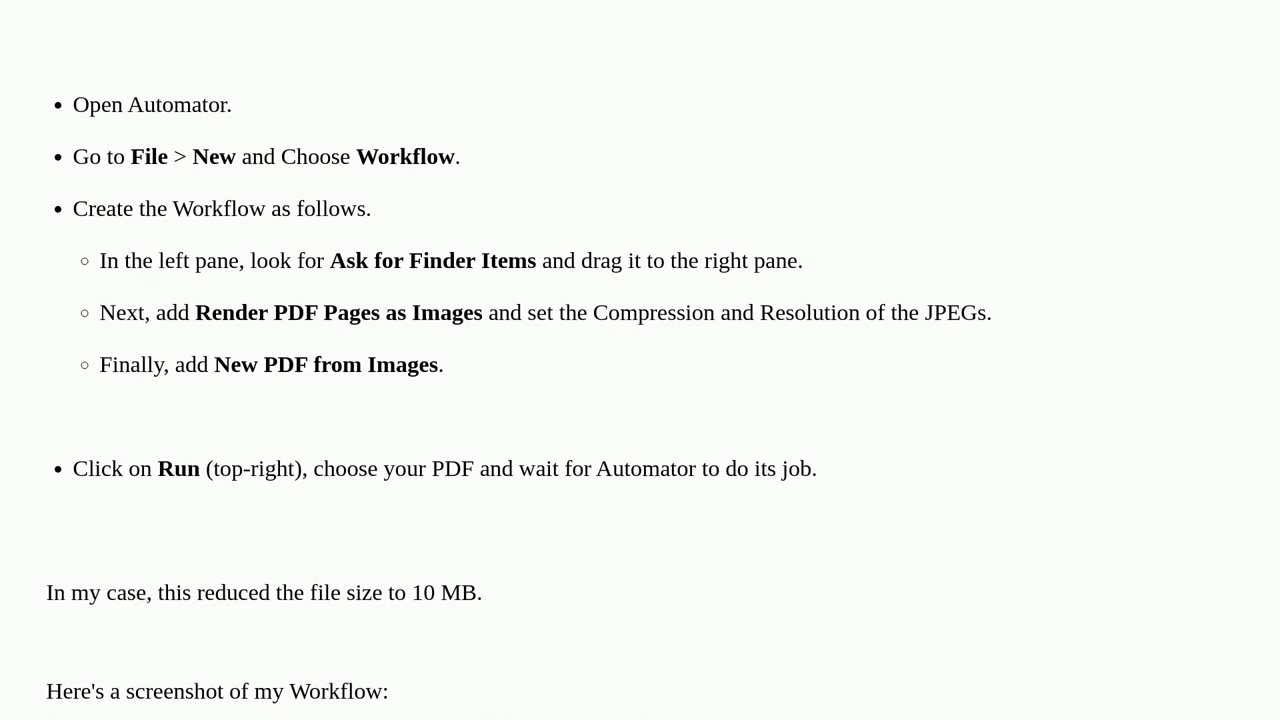 Open Automator.
Go to File > New and Choose Workflow.
Create the Workflow as follows.
In the left pane, look for Ask for Finder Items and drag it to the right pane.
Next, add Render PDF Pages as Images and set the Compression and Resolution of the JPEGs.
Finally, add New PDF from Images.
Click on Run (top-right), choose your PDF and wait for Automator to do its job.
In my case, this reduced the file size to 10 MB.
Here's a screenshot of my Workflow: